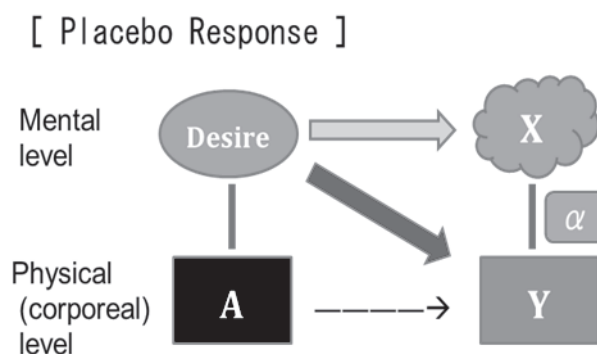 [ Placebo Response ]
Mental
level
Desire
X
α
Physical
(corporeal)
level
A
Y